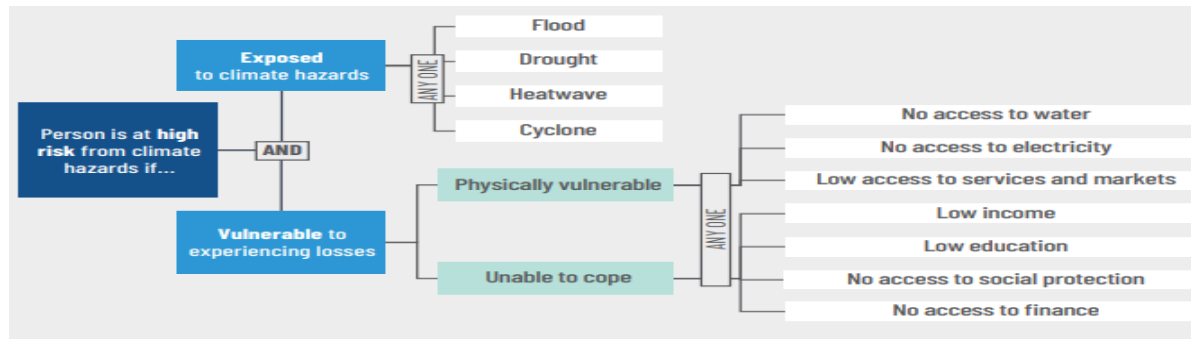 Person is at high
risk from climate
hazards if...
AND
Exposed
to climate hazards
ANY ONE
Flood
Drought
Heatwave
Cyclone
Vulnerable to
experiencing losses
Physically vulnerable
Unable to cope
ANY ONE
No access to water
No access to electricity
Low access to services and markets
Low income
Low education
No access to social protection
No access to finance